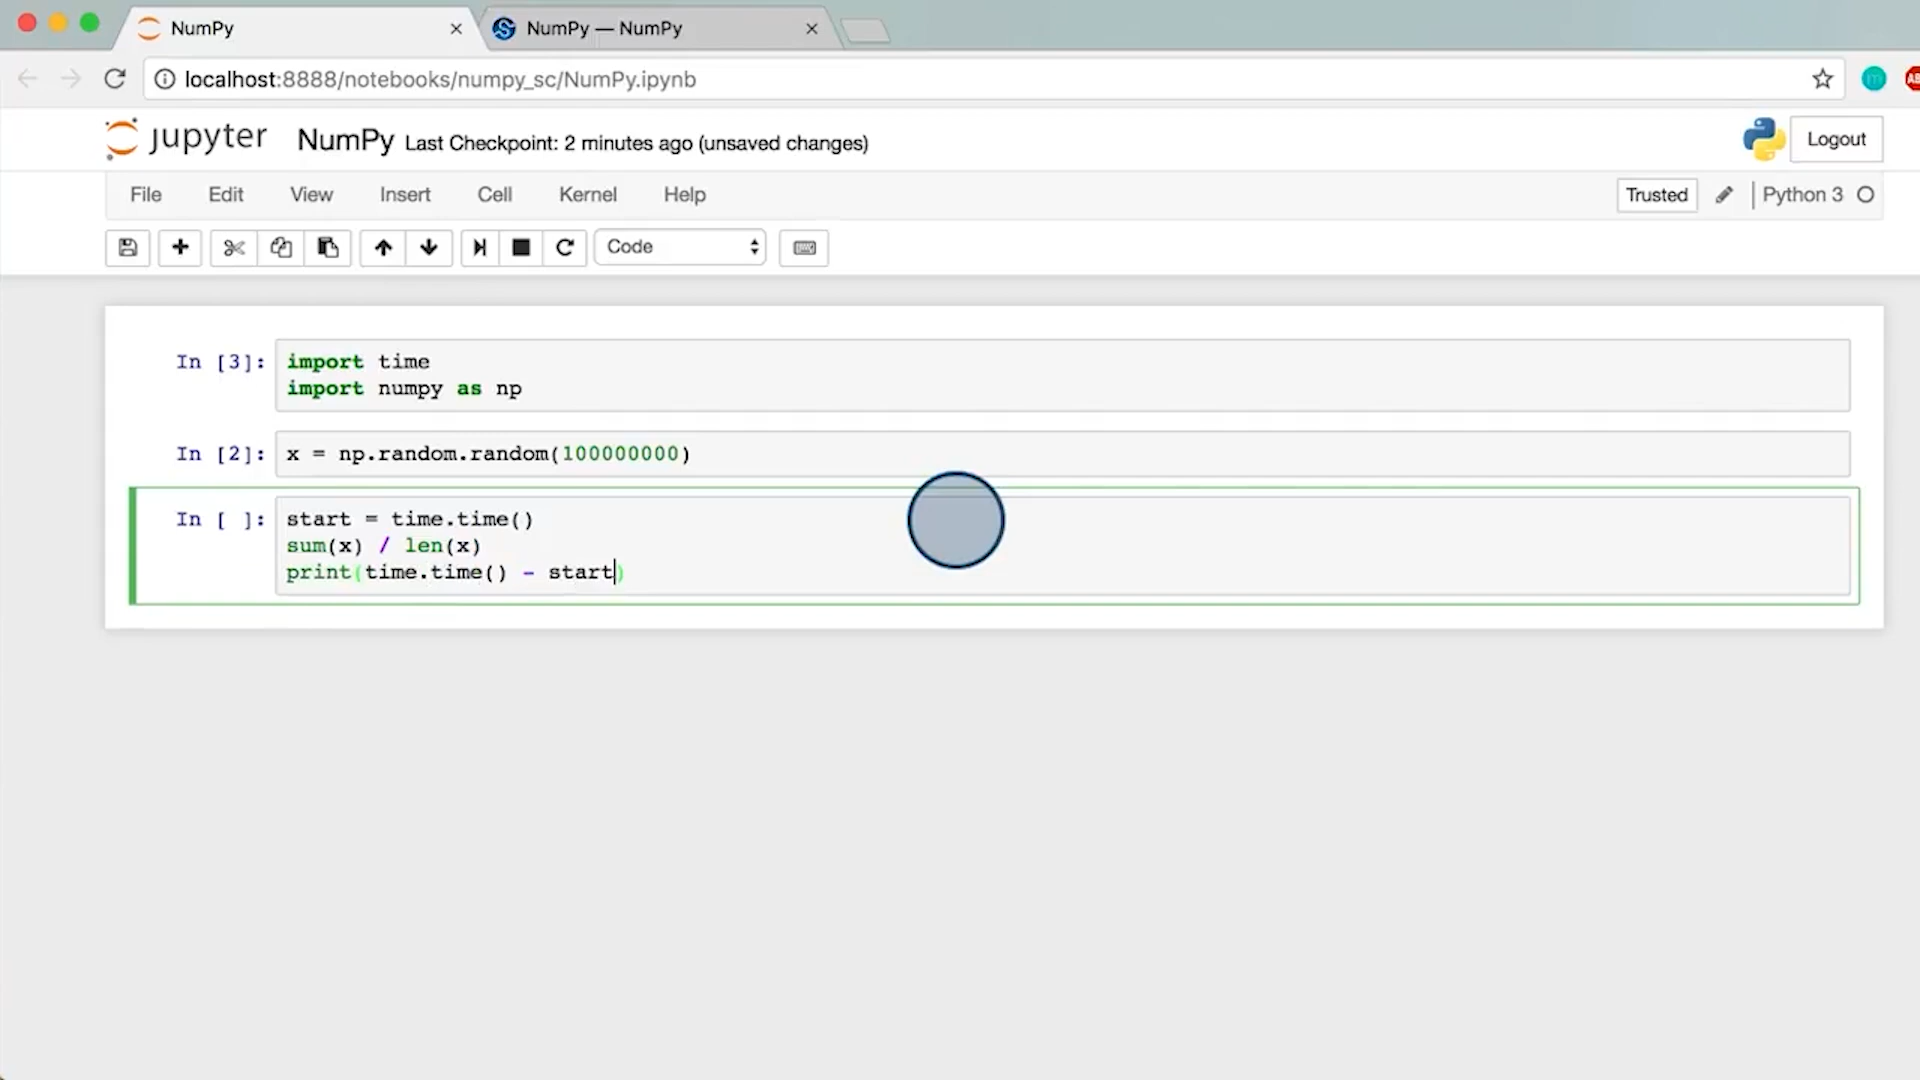 NumPy
NumPy — NumPy
localhost:8888/notebooks/numpy_sc/NumPy.ipynb
jupyter NumPy Last Checkpoint: 2 minutes ago (unsaved changes) Logout
File Edit View Insert Cell Kernel Help Trusted Python 3
Code
In [3]: import time
import numpy as np
In [2]: x = np.random.random(100000000)
In [ ]: start = time.time()
sum(x) / len(x)
print(time.time() - start)